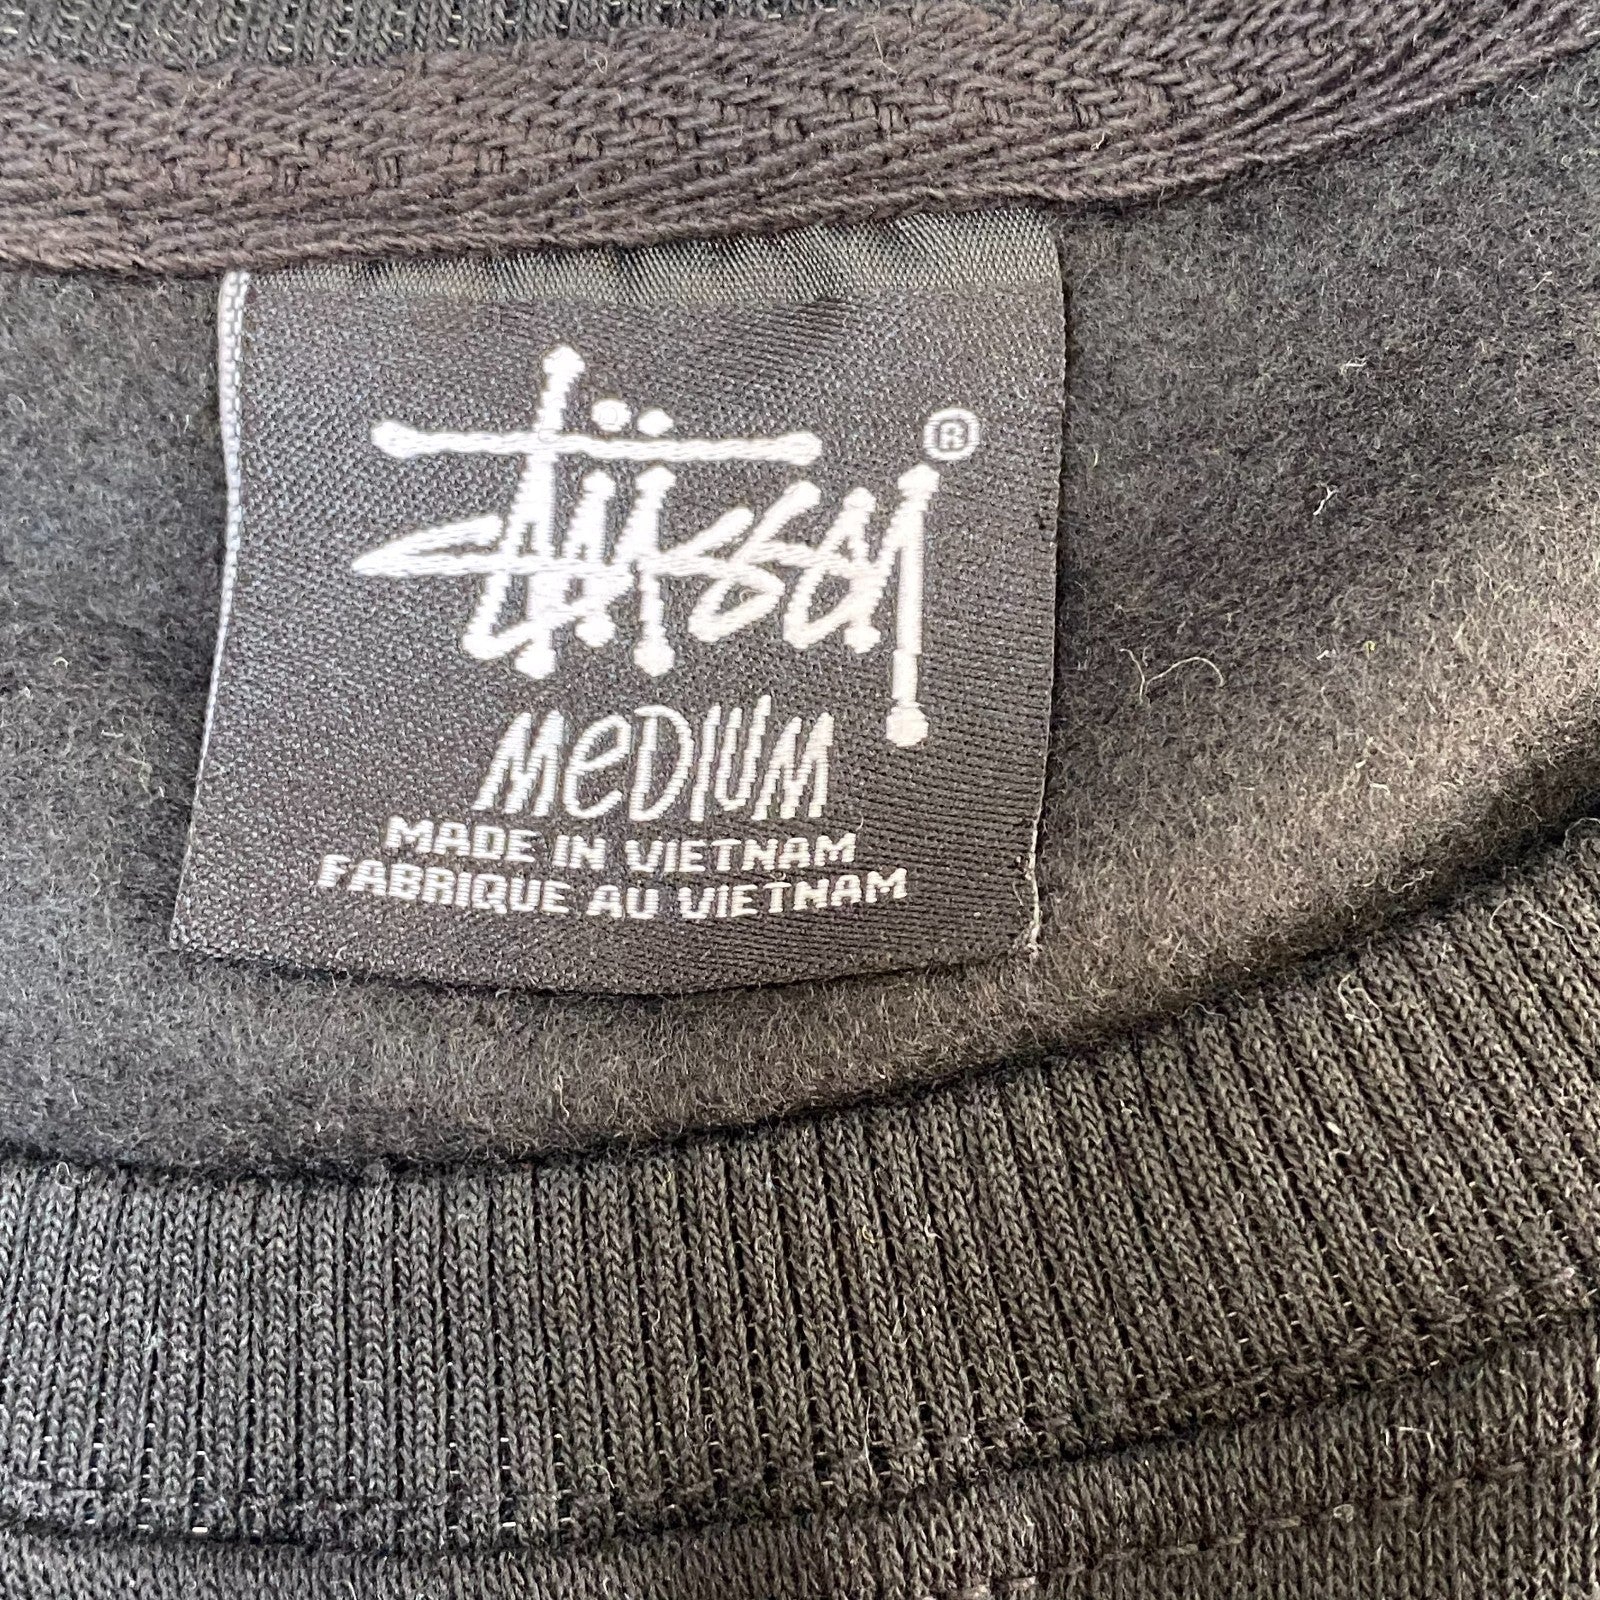 Stüssy ®
MEDIUM
MADE IN VIETNAM
FABRIQUE AU VIETNAM